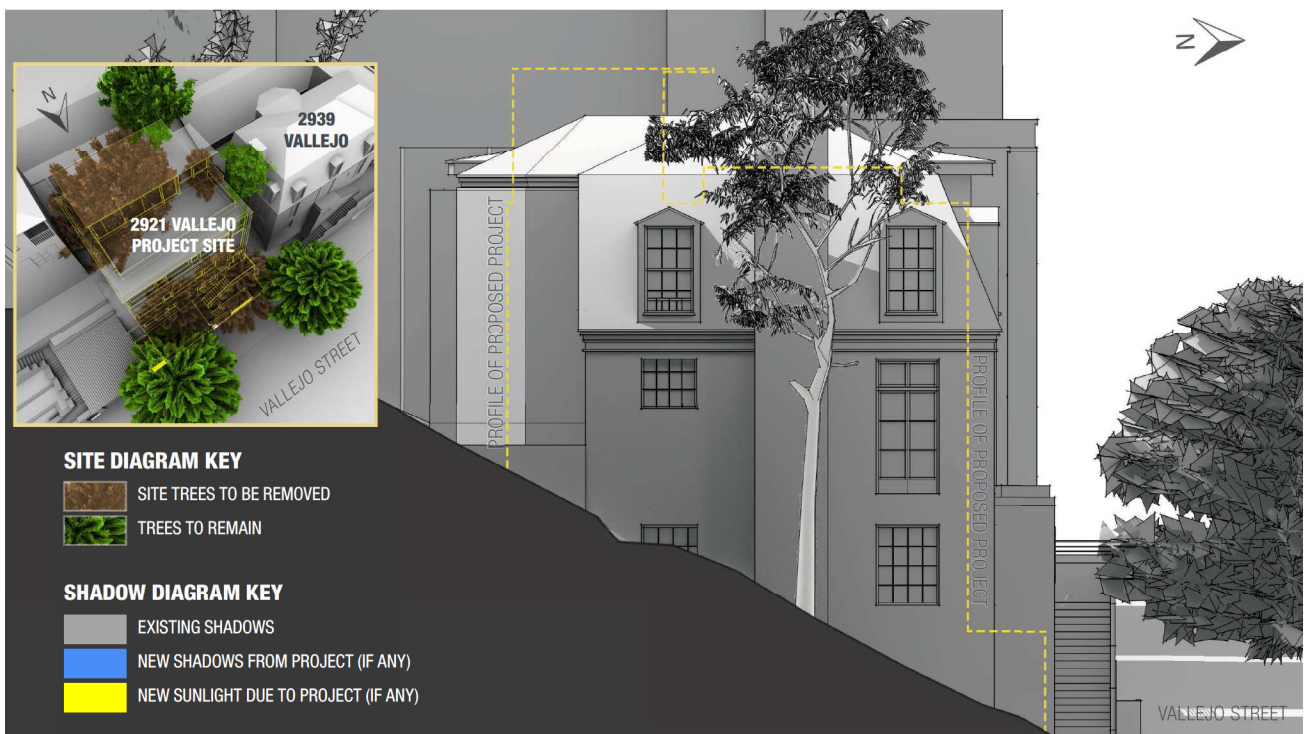 N
N
2939
VALLEJO
2921 VALLEJO
PROJECT SITE
VALLEJO STREET
PROFILE OF PROPOSED PROJECT
PROFILE OF PROPOSED PROJECT
SITE DIAGRAM KEY
SITE TREES TO BE REMOVED
TREES TO REMAIN
SHADOW DIAGRAM KEY
EXISTING SHADOWS
NEW SHADOWS FROM PROJECT (IF ANY)
NEW SUNLIGHT DUE TO PROJECT (IF ANY)
VALLEJO STREET